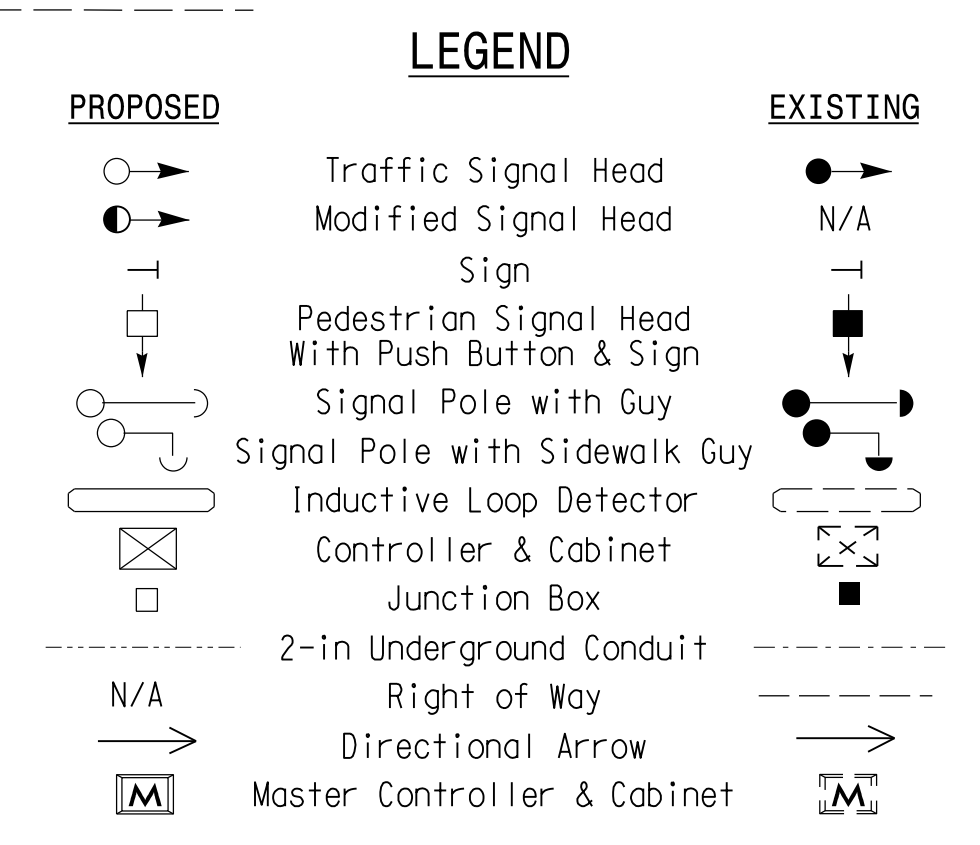 LEGEND
PROPOSED EXISTING
Traffic Signal Head
Modified Signal Head N/A
Sign
Pedestrian Signal Head
With Push Button & Sign
Signal Pole with Guy
Signal Pole with Sidewalk Guy
Inductive Loop Detector
Controller & Cabinet
Junction Box
2-in Underground Conduit
N/A Right of Way
Directional Arrow
M Master Controller & Cabinet M